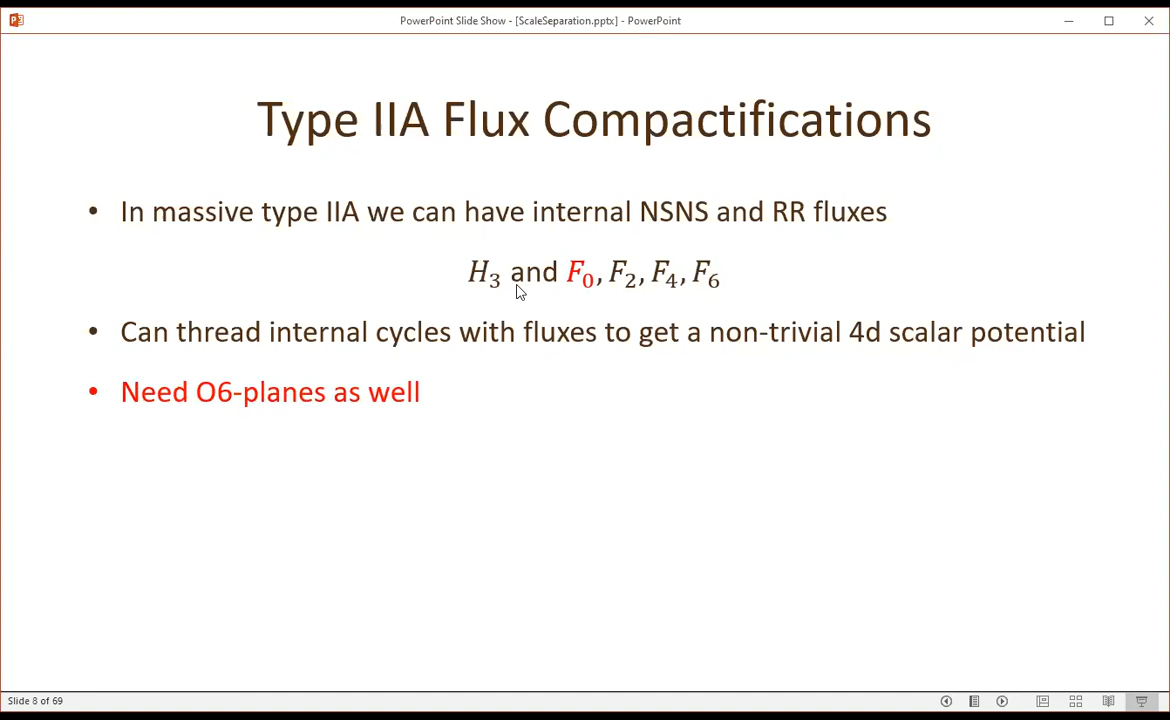 PowerPoint Slide Show - [ScaleSeparation.pptx] - PowerPoint
Type IIA Flux Compactifications
• In massive type IIA we can have internal NSNS and RR fluxes
H₃ and F₀, F₂, F₄, F₆
• Can thread internal cycles with fluxes to get a non-trivial 4d scalar potential
• Need O6-planes as well
Slide 8 of 69